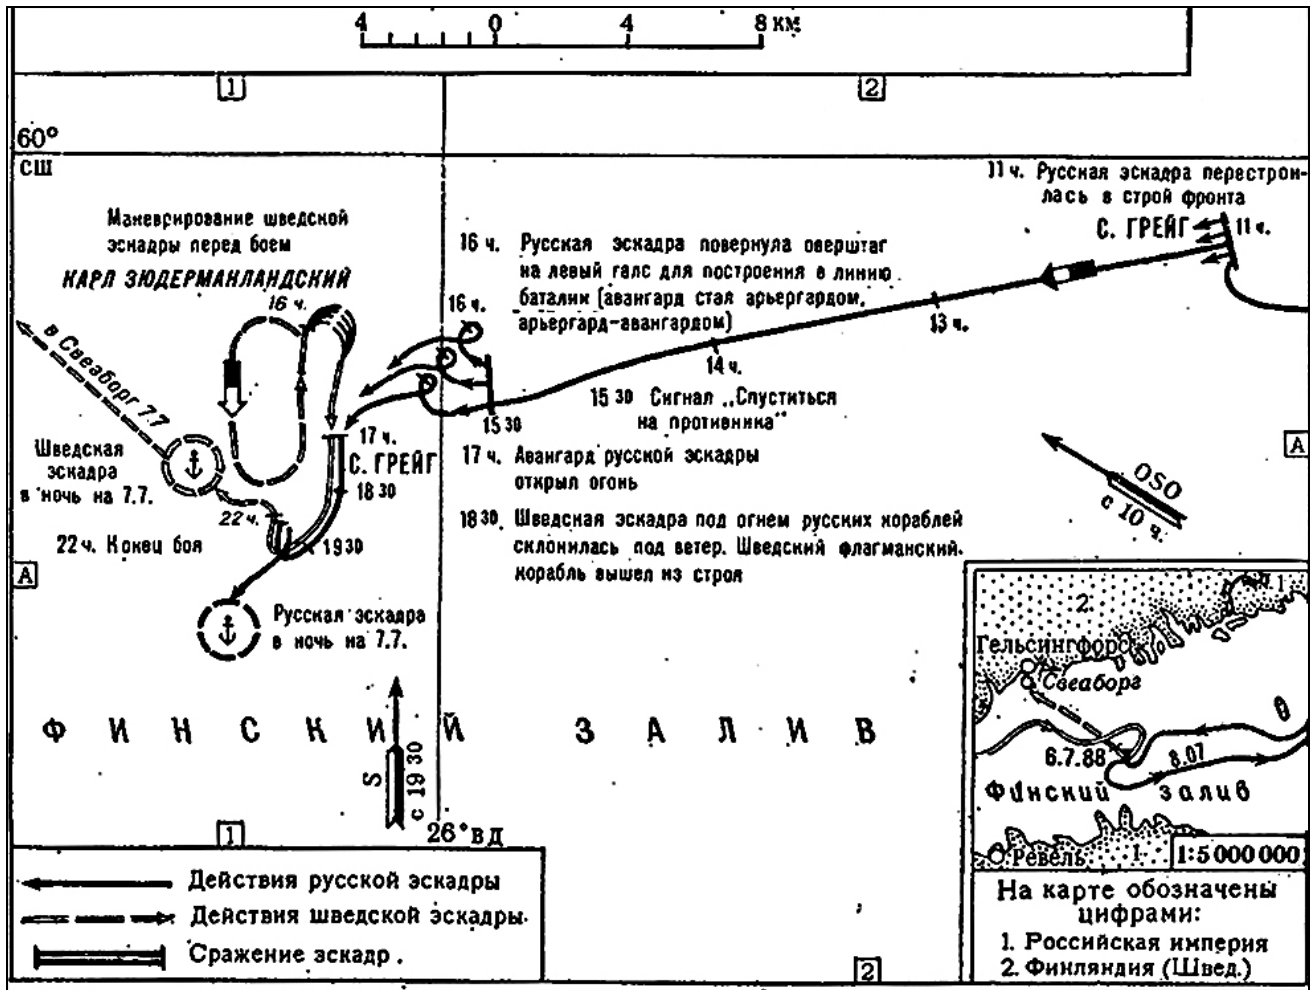 4 0 4 8 км
1 2
60°
сш
11 ч. Русская эскадра перестрои-
лась в строй фронта
С. ГРЕЙГ 11 ч.
Маневрирование шведской
эскадры перед боем
КАРЛ ЗЮДЕРМАНЛАНДСКИЙ
16 ч.
16 ч.
16 ч. Русская эскадра повернула оверштаг
на левый галс для построения в линию
баталии (авангард стал арьергардом,
арьергард-авангардом)
13 ч.
14 ч.
15 30
15 30 Сигнал „Спуститься
на противника"
в Свеаборг 7.7
17 ч.
С. ГРЕЙГ
18 30
17 ч. Авангард русской эскадры
открыл огонь
Шведская
эскадра
в ночь на 7.7.
22 ч.
22 ч. Конец боя
19 30
18 30. Шведская эскадра под огнем русских кораблей
склонилась под ветер. Шведский флагманский
корабль вышел из строя
OSO
с 10 ч.
А
А
Русская эскадра
в ночь на 7.7.
ФИНСКИЙ ЗАЛИВ
S
с 19 30
1
26° вд
2
Действия русской эскадры
Действия шведской эскадры
Сражение эскадр.
1
2
Гельсингфорс
Свеаборг
6.7.88
8.07
Финский залив
Ревель
1
1:5 000 000
На карте обозначены
цифрами:
1. Российская империя
2. Финляндия (Швед.)